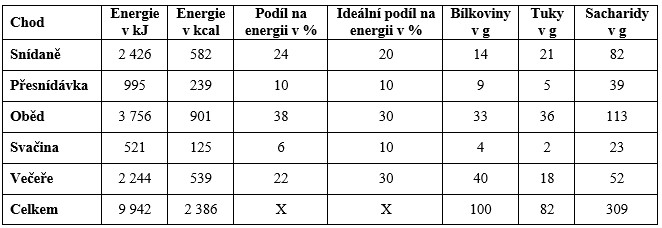 Chod Energie v kJ Energie v kcal Podíl na energii v % Ideální podíl na energii v % Bílkoviny v g Tuky v g Sacharidy v g
Snídaně 2 426 582 24 20 14 21 82
Přesnídávka 995 239 10 10 9 5 39
Oběd 3 756 901 38 30 33 36 113
Svačina 521 125 6 10 4 2 23
Večeře 2 244 539 22 30 40 18 52
Celkem 9 942 2 386 X X 100 82 309